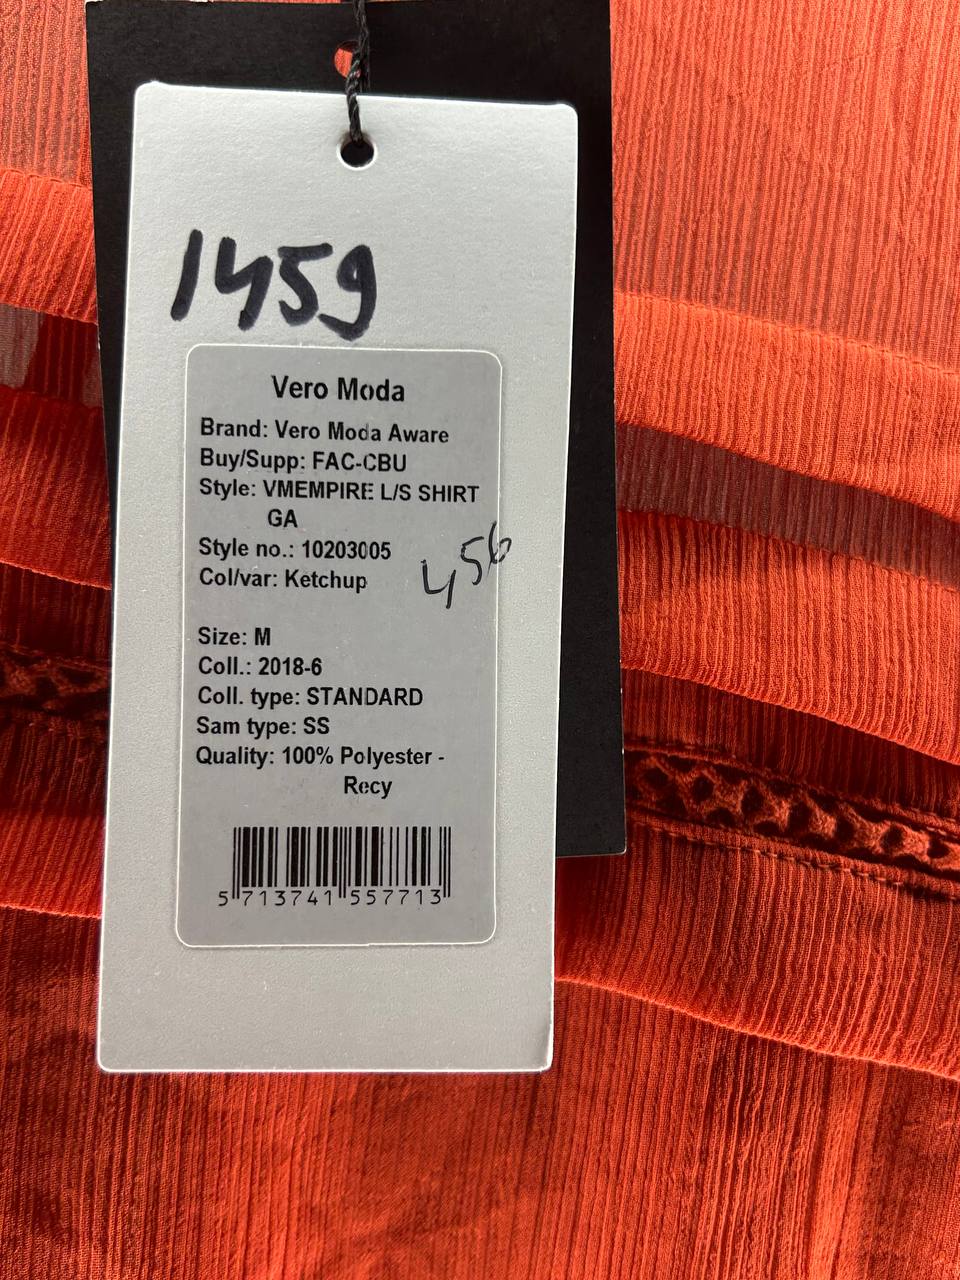 1459
Vero Moda
Brand: Vero Moda Aware
Buy/Supp: FAC-CBU
Style: VMEMPIRE L/S SHIRT
GA
Style no.: 10203005
456
Col/var: Ketchup
Size: M
Coll.: 2018-6
Coll. type: STANDARD
Sam type: SS
Quality: 100% Polyester -
Recy
5 713741 557713